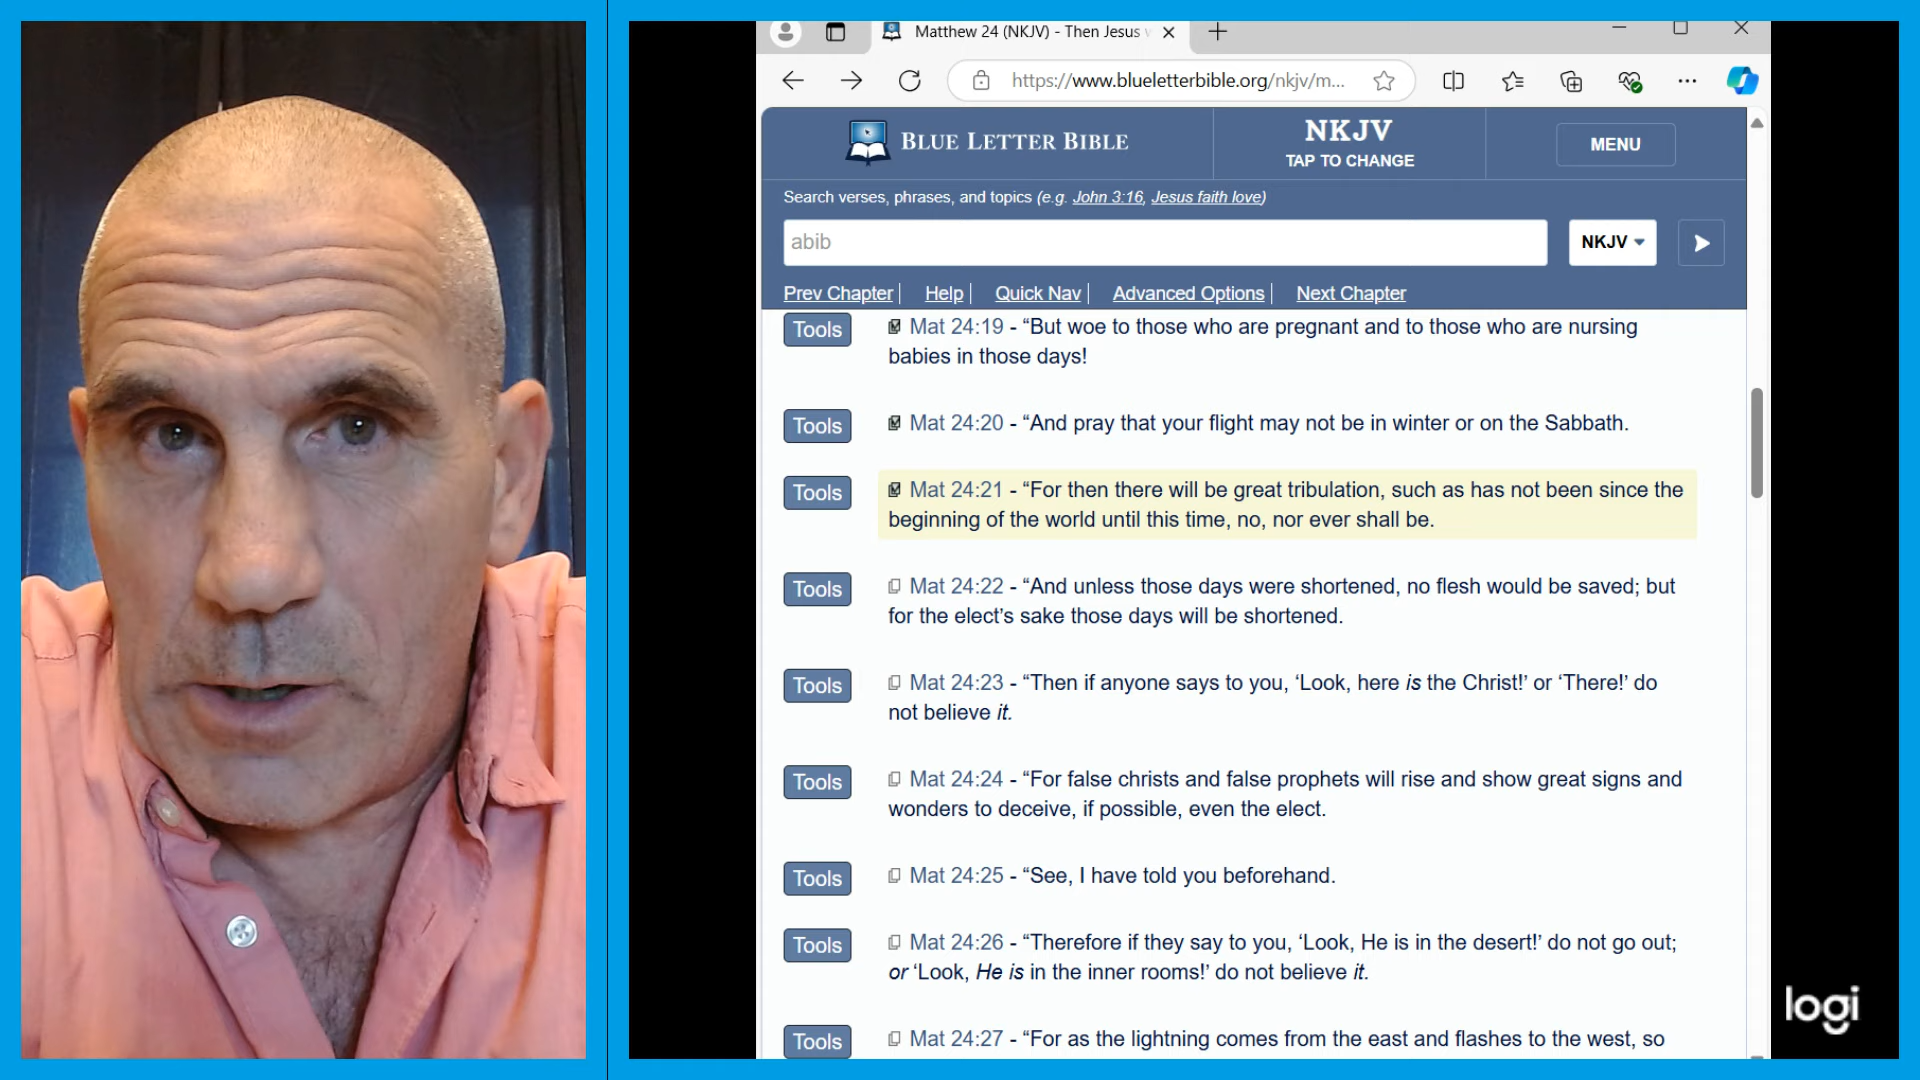 Matthew 24 (NKJV) - Then Jesus
https://www.blueletterbible.org/nkjv/m...
BLUE LETTER BIBLE
NKJV
TAP TO CHANGE
MENU
Search verses, phrases, and topics (e.g. John 3:16, Jesus faith love)
abib
NKJV
Prev Chapter | Help | Quick Nav | Advanced Options | Next Chapter
Tools
Mat 24:19 - “But woe to those who are pregnant and to those who are nursing
babies in those days!
Tools
Mat 24:20 - “And pray that your flight may not be in winter or on the Sabbath.
Tools
Mat 24:21 - “For then there will be great tribulation, such as has not been since the
beginning of the world until this time, no, nor ever shall be.
Tools
Mat 24:22 - “And unless those days were shortened, no flesh would be saved; but
for the elect’s sake those days will be shortened.
Tools
Mat 24:23 - “Then if anyone says to you, ‘Look, here is the Christ!’ or ‘There!’ do
not believe it.
Tools
Mat 24:24 - “For false christs and false prophets will rise and show great signs and
wonders to deceive, if possible, even the elect.
Tools
Mat 24:25 - “See, I have told you beforehand.
Tools
Mat 24:26 - “Therefore if they say to you, ‘Look, He is in the desert!’ do not go out;
or ‘Look, He is in the inner rooms!’ do not believe it.
Tools
Mat 24:27 - “For as the lightning comes from the east and flashes to the west, so
logi